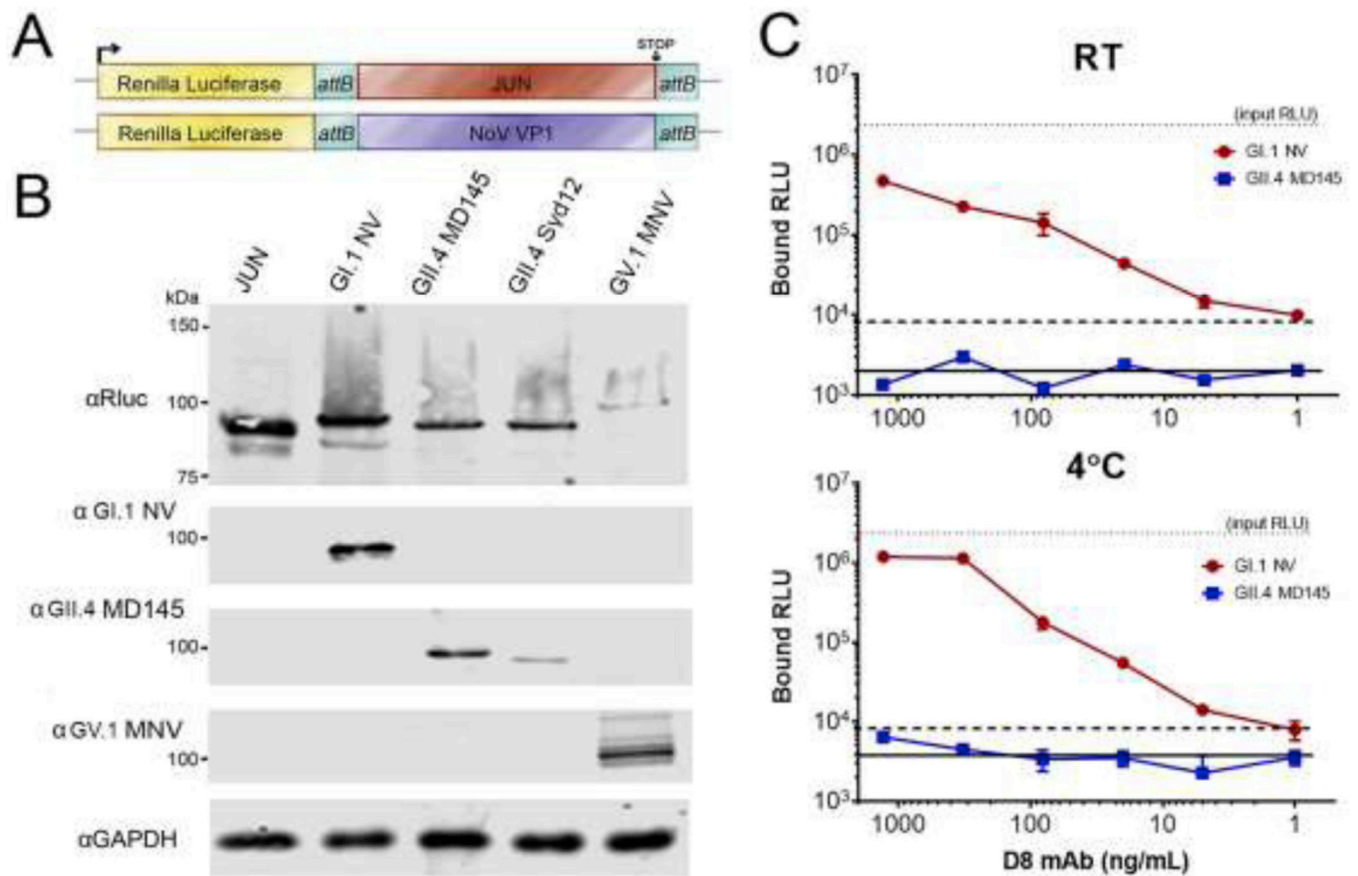 A
STOP
Renilla Luciferase attB JUN attB
Renilla Luciferase attB NoV VP1 attB
B
JUN GI.1 NV GII.4 MD145 GII.4 Syd12 GV.1 MNV
kDa
150
αRluc
100
75
α GI.1 NV
100
α GII.4 MD145
100
α GV.1 MNV
100
αGAPDH
C
RT
10⁷
(input RLU)
10⁶
GI.1 NV
GII.4 MD145
10⁵
Bound RLU
10⁴
10³
1000 100 10 1
4°C
10⁷
(input RLU)
10⁶
GI.1 NV
GII.4 MD145
10⁵
Bound RLU
10⁴
10³
1000 100 10 1
D8 mAb (ng/mL)